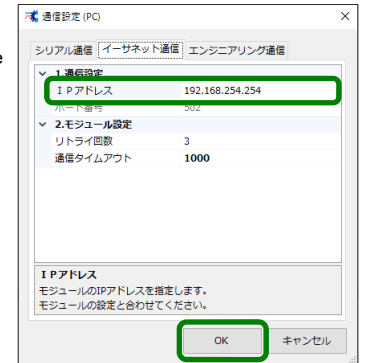 通信設定 (PC)
シリアル通信 イーサネット通信 エンジニアリング通信
e
1.通信設定
ＩＰアドレス 192.168.254.254
ポート番号 502
2.モジュール設定
リトライ回数 3
通信タイムアウト 1000
ＩＰアドレス
モジュールのIPアドレスを指定します。
モジュールの設定と合わせてください。
OK キャンセル